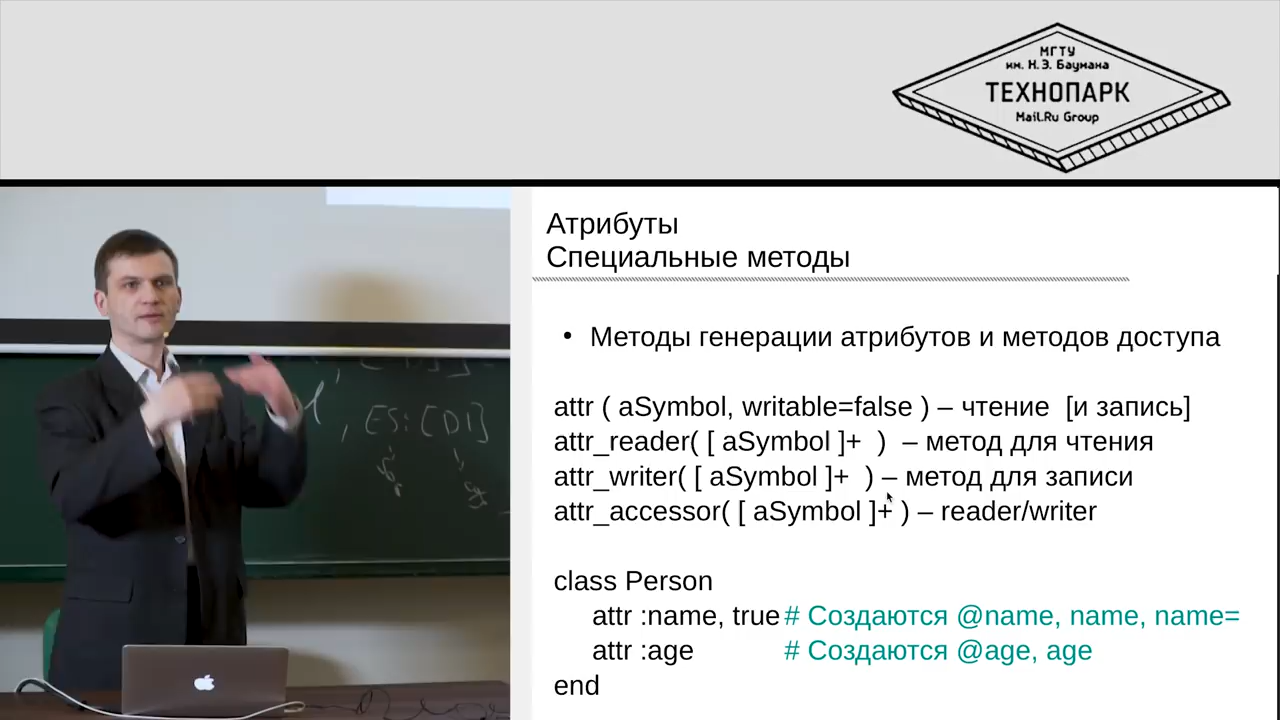 МГТУ
им. Н.Э. Баумана
ТЕХНОПАРК
Mail.Ru Group
Атрибуты
Специальные методы
• Методы генерации атрибутов и методов доступа
attr ( aSymbol, writable=false ) – чтение [и запись]
attr_reader( [ aSymbol ]+ ) – метод для чтения
attr_writer( [ aSymbol ]+ ) – метод для записи
attr_accessor( [ aSymbol ]+ ) – reader/writer
class Person
attr :name, true # Создаются @name, name, name=
attr :age # Создаются @age, age
end